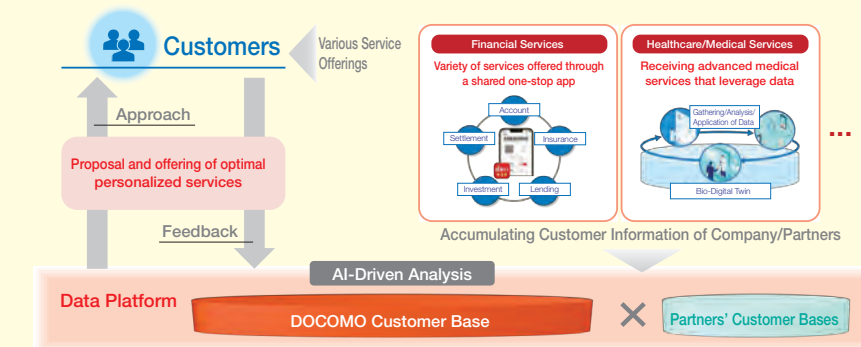 Customers
Various Service
Offerings
Approach
Proposal and offering of optimal
personalized services
Feedback
Financial Services
Variety of services offered through
a shared one-stop app
Account
Settlement
Insurance
Investment
Lending
Healthcare/Medical Services
Receiving advanced medical
services that leverage data
Gathering/Analysis/
Application of Data
Bio-Digital Twin
...
Accumulating Customer Information of Company/Partners
AI-Driven Analysis
Data Platform
DOCOMO Customer Base
×
Partners' Customer Bases